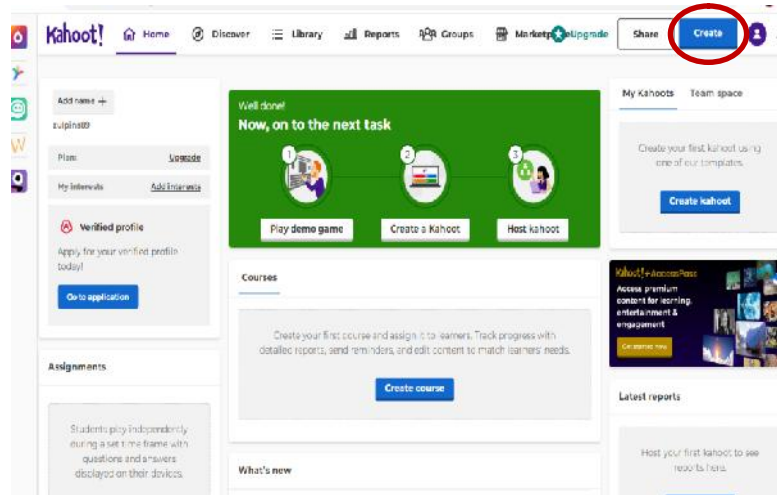 Kahoot!
Home
Discover
Library
Reports
Groups
Marketp
Upgrade
Share
Create
Add name +
zulpins09
Plan:
Upgrade
My interests
Add interests
Verified profile
Apply for your verified profile
today!
Go to application
Assignments
Students play independently
during a set time frame with
questions and answers
displayed on their devices.
Well done!
Now, on to the next task
1
2
3
Play demo game
Create a Kahoot
Host kahoot
Courses
Create your first course and assign it to learners. Track progress with
detailed reports, send reminders, and edit content to match learners' needs.
Create course
What's new
My Kahoots
Team space
Create your first kahoot using
one of our templates.
Create kahoot
Kahoot!+AccessPass
Access premium
content for learning,
entertainment &
engagement
Get started now
Latest reports
Host your first kahoot to see
reports here.